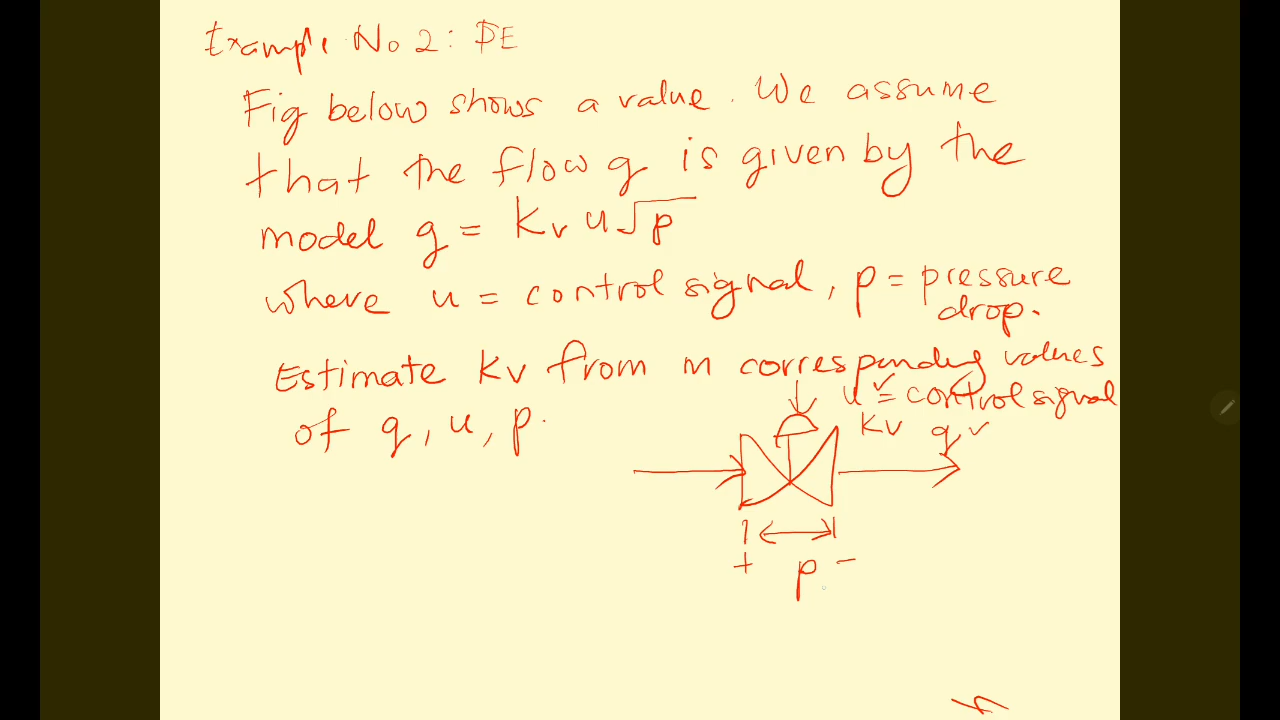 Example No 2: PE
Fig below shows a value. We assume
that the flow q is given by the
model q = Kv u√p
where u = control signal, p = pressure
drop.
Estimate Kv from m corresponding values
of q, u, p.
u = control signal
Kv q
+ p -